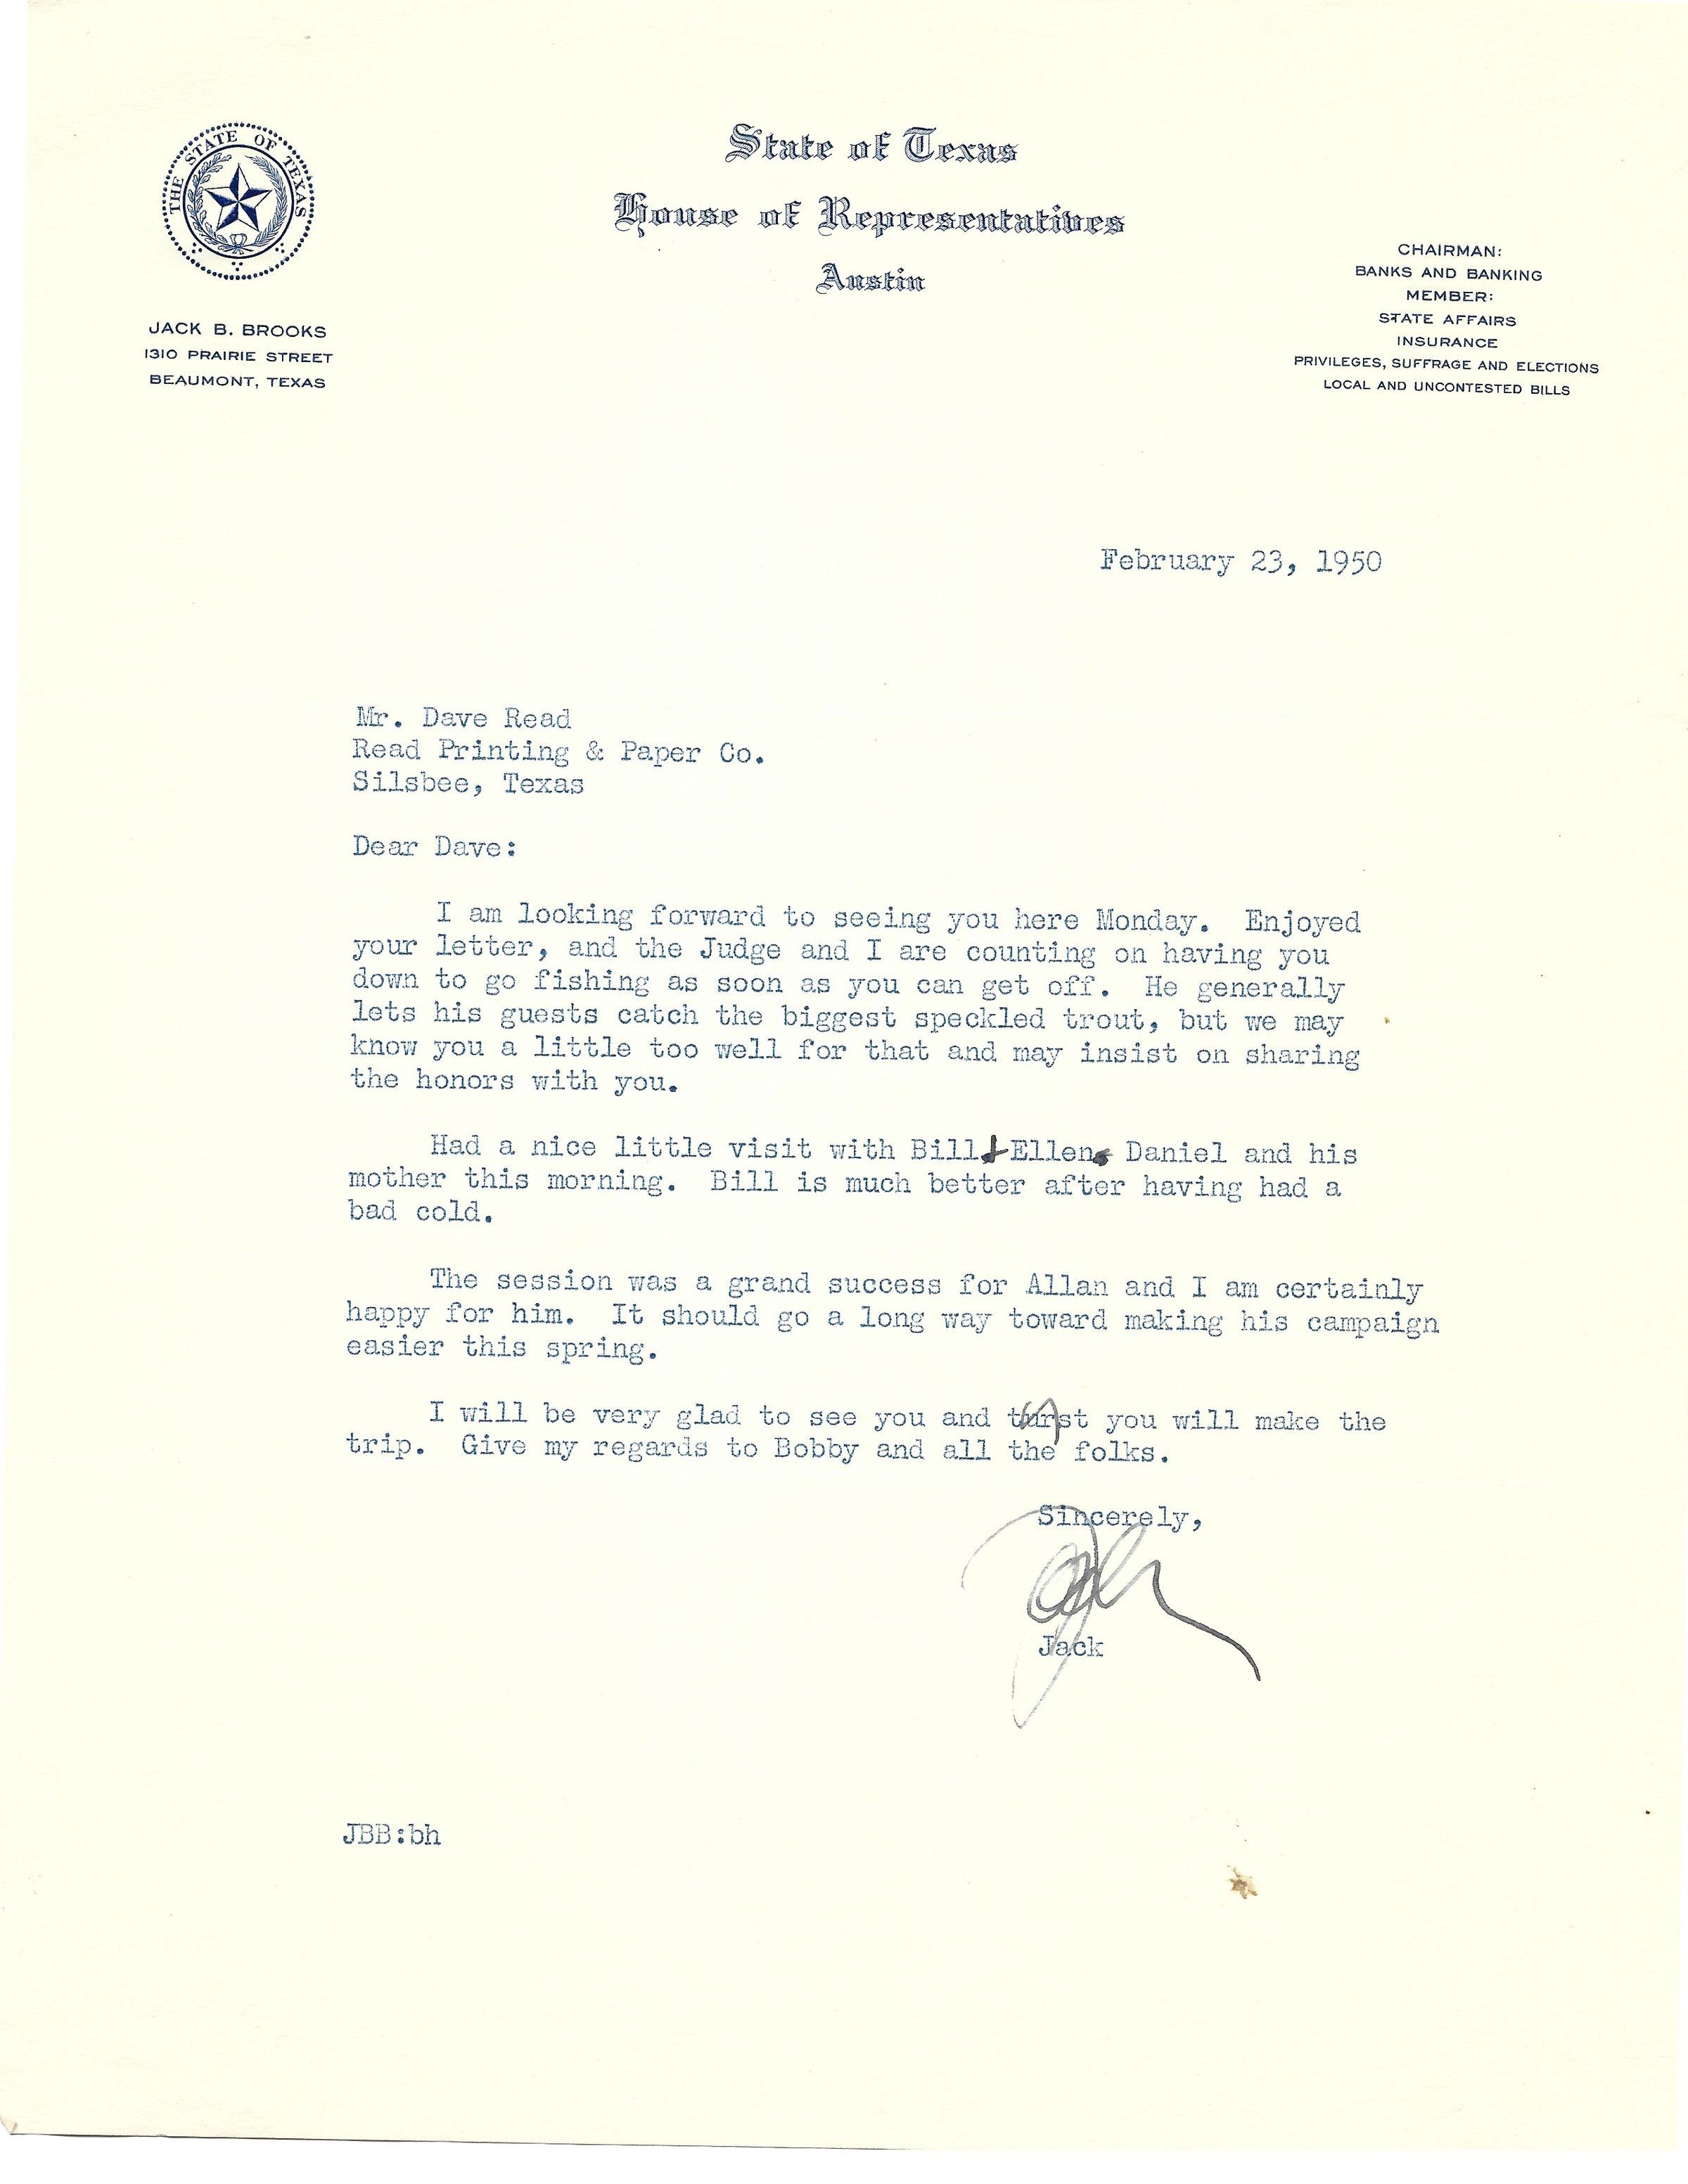 THE STATE OF TEXAS
State of Texas
House of Representatives
Austin
JACK B. BROOKS
1310 PRAIRIE STREET
BEAUMONT, TEXAS
CHAIRMAN:
BANKS AND BANKING
MEMBER:
STATE AFFAIRS
INSURANCE
PRIVILEGES, SUFFRAGE AND ELECTIONS
LOCAL AND UNCONTESTED BILLS
February 23, 1950
Mr. Dave Read
Read Printing & Paper Co.
Silsbee, Texas
Dear Dave:
I am looking forward to seeing you here Monday. Enjoyed
your letter, and the Judge and I are counting on having you
down to go fishing as soon as you can get off. He generally
lets his guests catch the biggest speckled trout, but we may
know you a little too well for that and may insist on sharing
the honors with you.
Had a nice little visit with Bill + Ellen Daniel and his
mother this morning. Bill is much better after having had a
bad cold.
The session was a grand success for Allan and I am certainly
happy for him. It should go a long way toward making his campaign
easier this spring.
I will be very glad to see you and turst you will make the
trip. Give my regards to Bobby and all the folks.
Sincerely,
Jack
Jack
JBB:bh